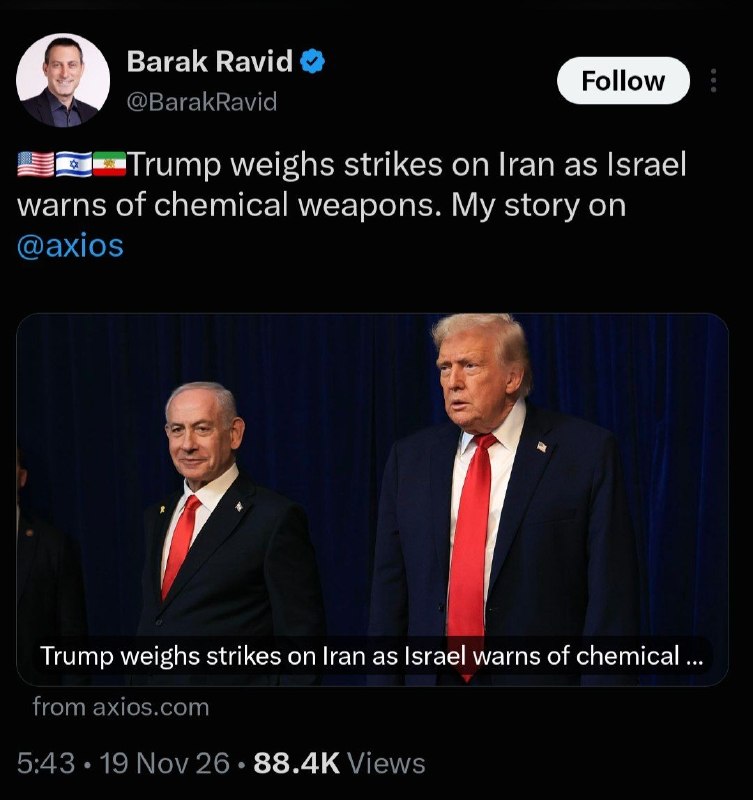 Barak Ravid
@BarakRavid
Follow
🇺🇸🇮🇱🇮🇷Trump weighs strikes on Iran as Israel
warns of chemical weapons. My story on
@axios
Trump weighs strikes on Iran as Israel warns of chemical ...
from axios.com
5:43 • 19 Nov 26 • 88.4K Views